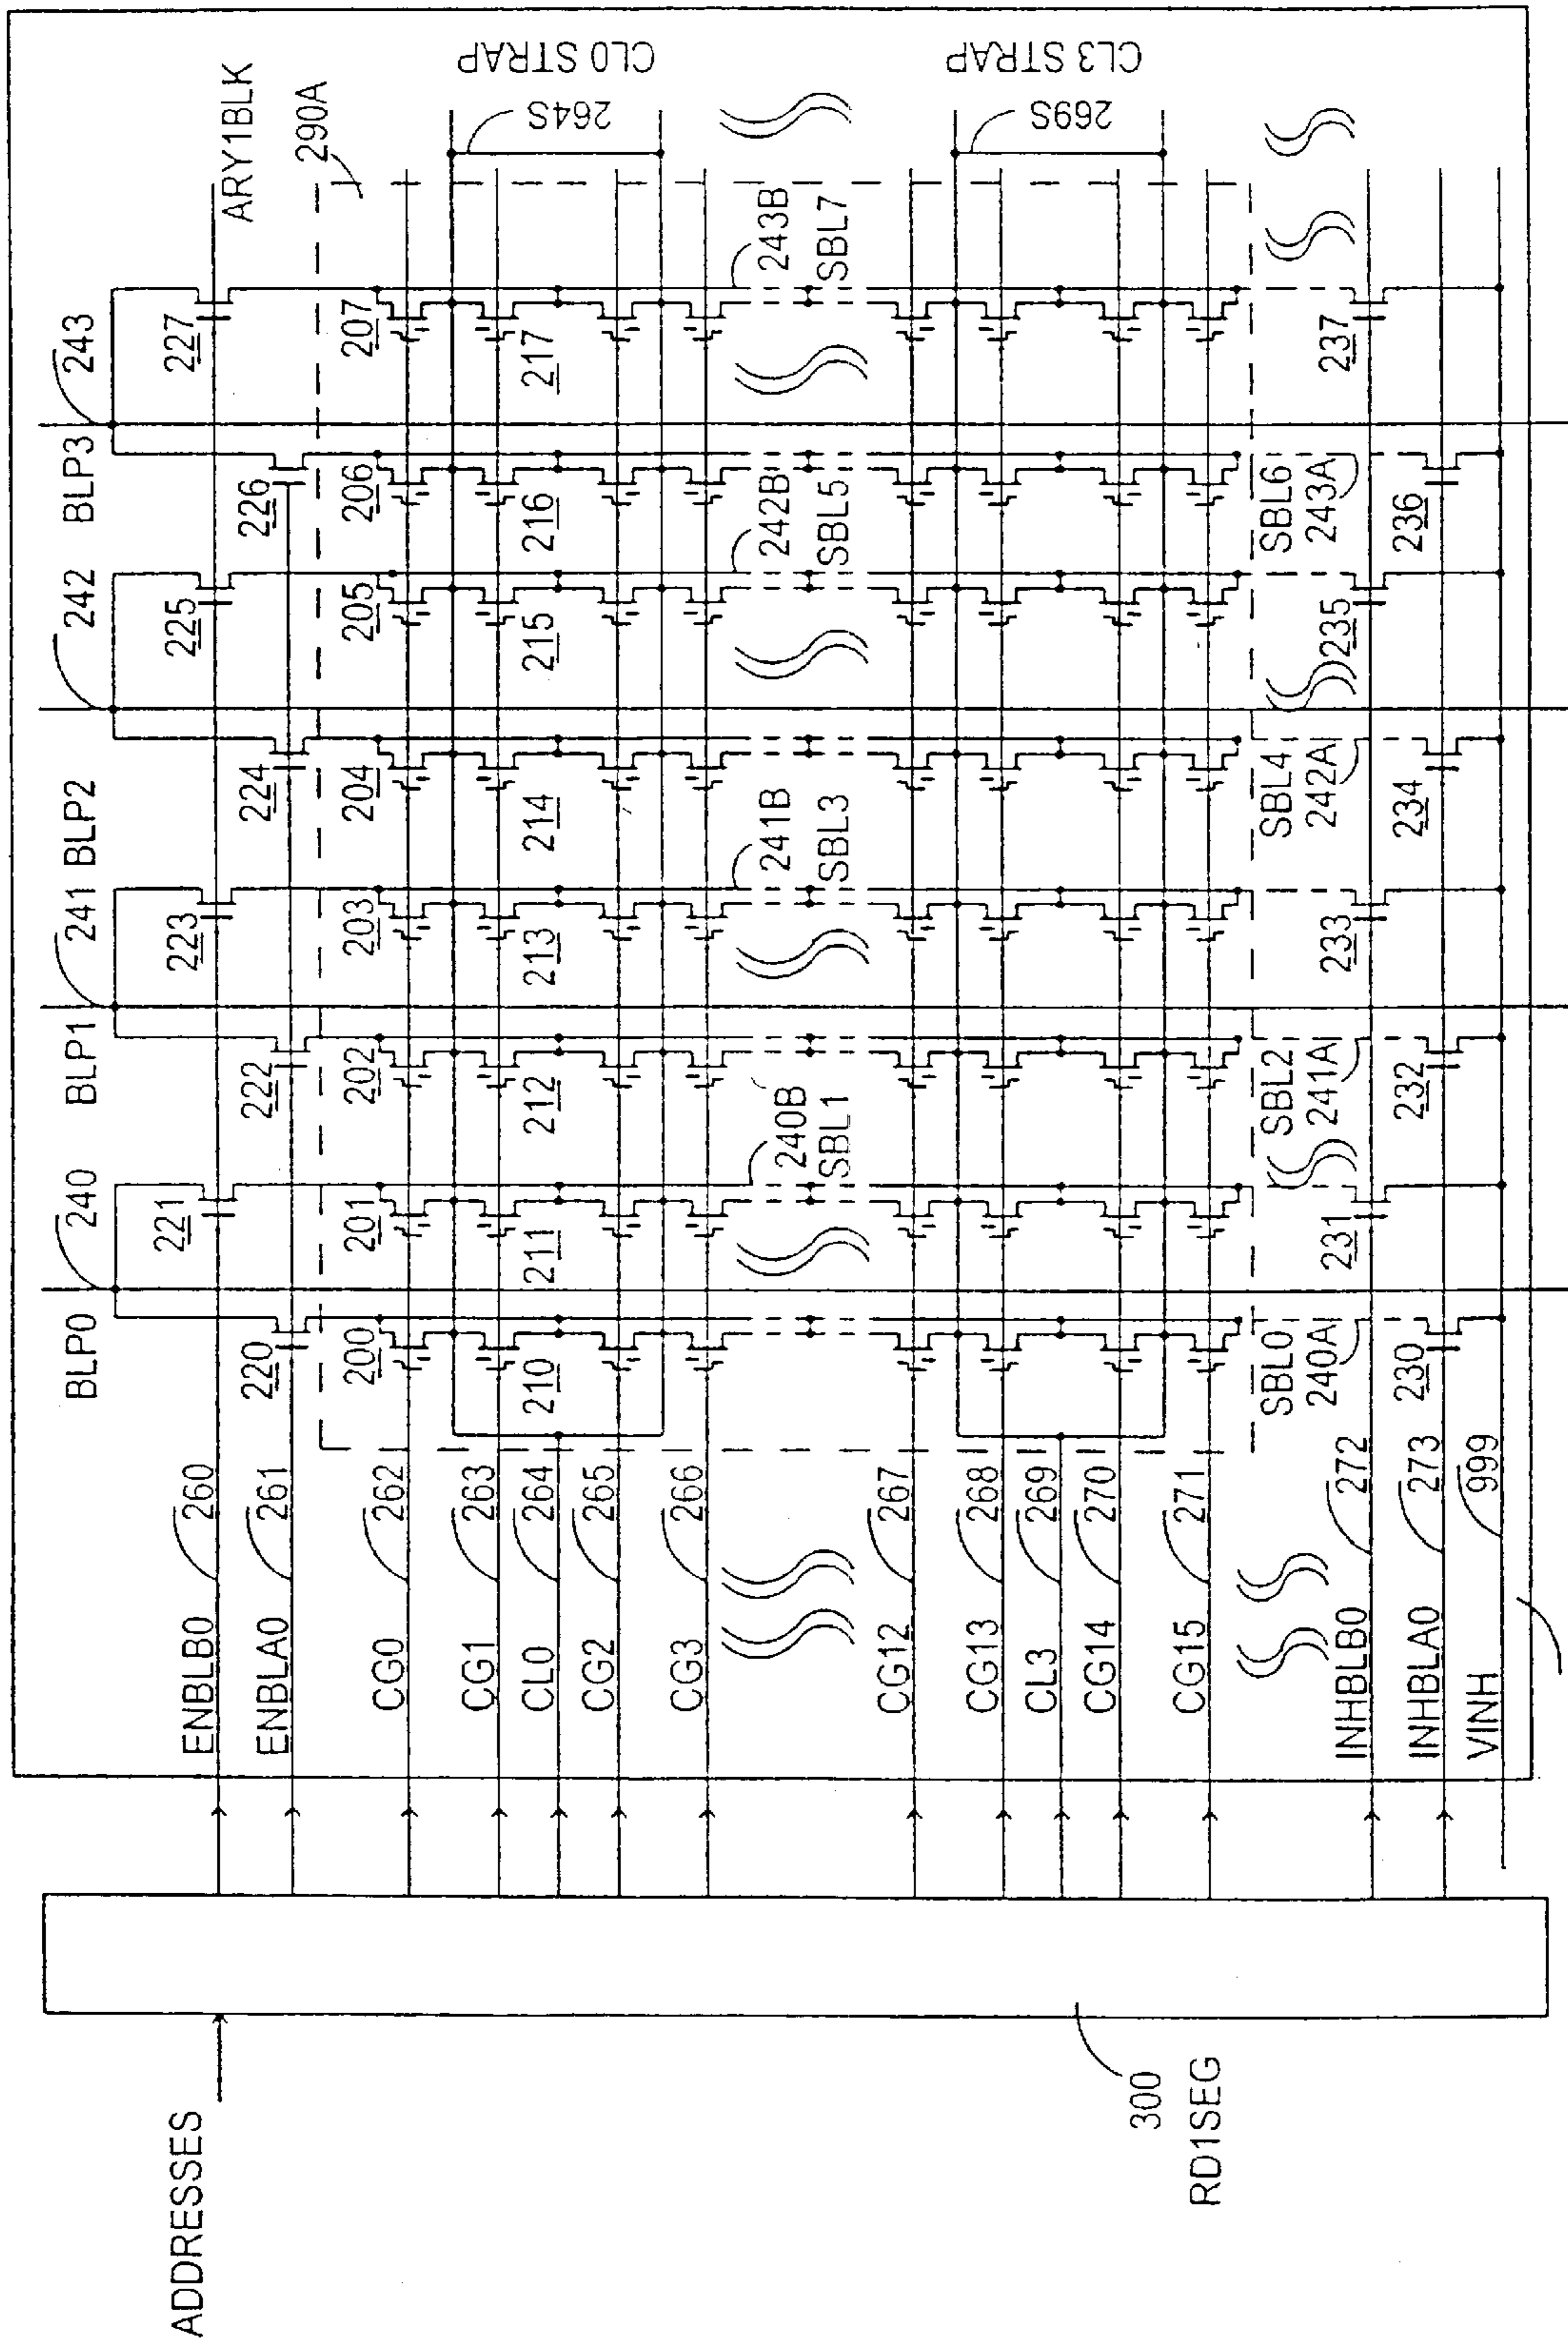 ADDRESSES
300
RD1SEG
ENBLB0 260
ENBLA0 261
CG0 262
CG1 263
CL0 264
CG2 265
CG3 266
CG12 267
CG13 268
CL3 269
CG14 270
CG15 271
INHBLB0 272
INHBLA0 273
VINH 999
BLP0 240 BLP1 241 BLP2 242 BLP3 243
221 223 225 227
220 222 224 226
ARY1BLK
290A
200 201 202 203 204 205 206 207
210 211 212 213 214 215 216 217
264S
CL0 STRAP
240B 241B 242B 243B
SBL1 SBL3 SBL5 SBL7
269S
CL3 STRAP
SBL0 SBL2 SBL4 SBL6
240A 241A 242A 243A
231 233 235 237
230 232 234 236